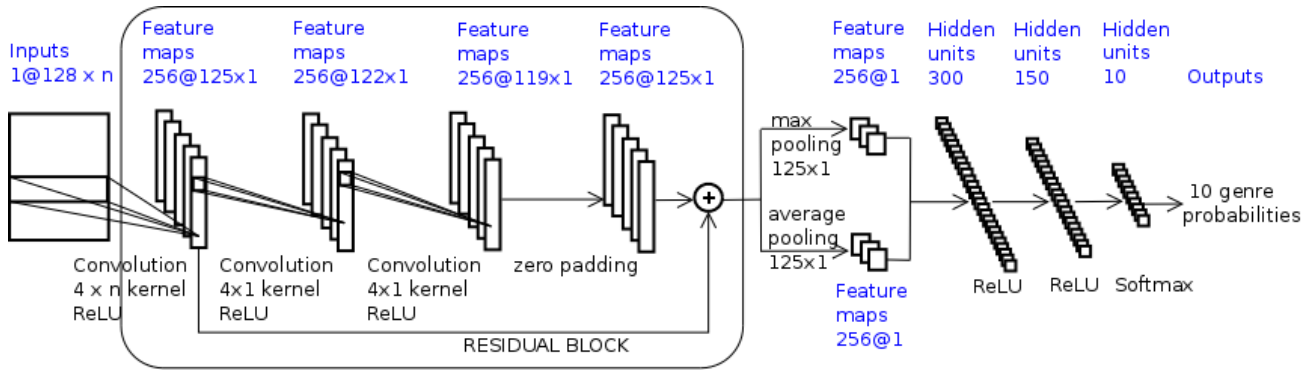 Inputs
1@128 x n
Feature
maps
256@125x1
Feature
maps
256@122x1
Feature
maps
256@119x1
Feature
maps
256@125x1
Feature
maps
256@1
Hidden
units
300
Hidden
units
150
Hidden
units
10
Outputs
max
pooling
125x1
average
pooling
125x1
10 genre
probabilities
Convolution
4 x n kernel
ReLU
Convolution
4x1 kernel
ReLU
Convolution
4x1 kernel
ReLU
zero padding
Feature
maps
256@1
ReLU
ReLU
Softmax
RESIDUAL BLOCK